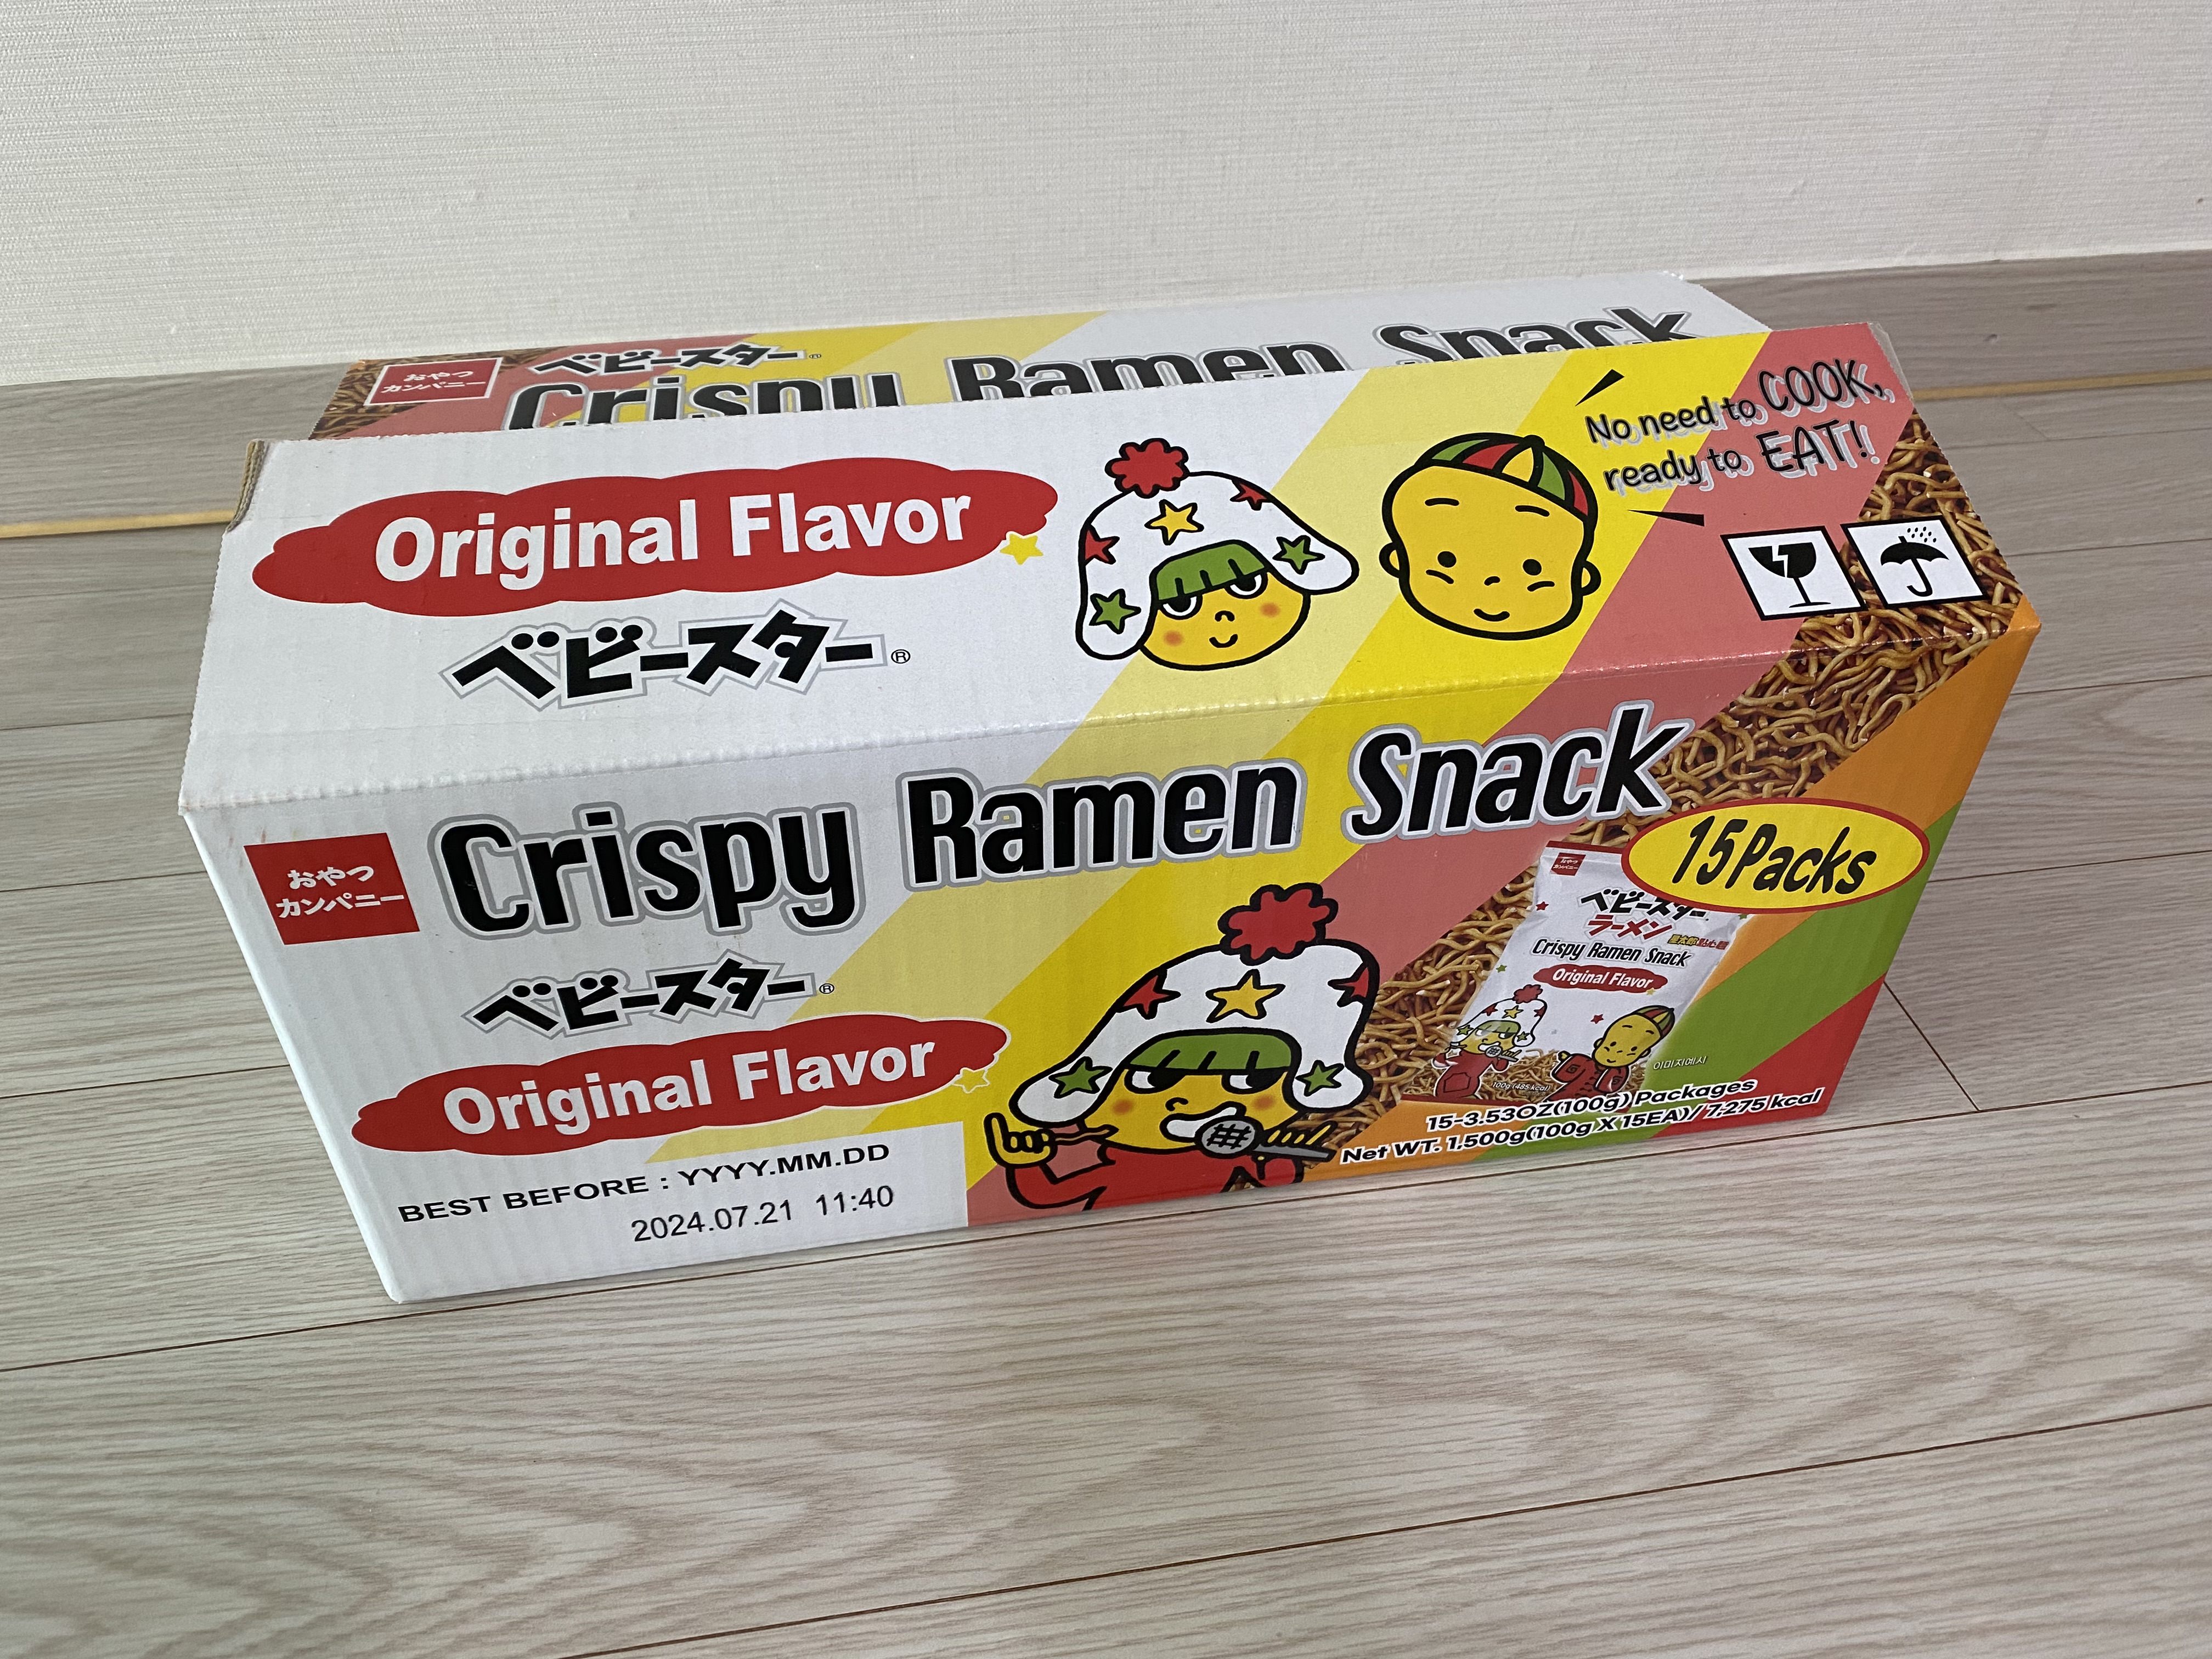 おやつ
カンパニー
ベビースター®
Crispy Ramen Snack
Original Flavor
ベビースター®
No need to COOK,
ready to EAT!
おやつ
カンパニー
Crispy Ramen Snack
ベビースター®
Original Flavor
BEST BEFORE : YYYY.MM.DD
2024.07.21 11:40
15Packs
ベビースター
ラーメン
Crispy Ramen Snack
Original Flavor
100g (485kcal)
이미지예시
15-3.53OZ(100g) Packages
Net WT. 1,500g(100g X 15EA)/ 7,275 kcal